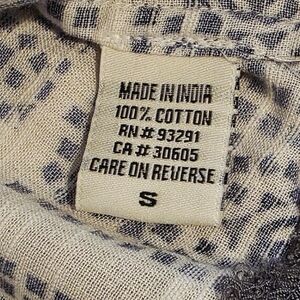 MADE IN INDIA
100% COTTON
RN# 93291
CA# 30605
CARE ON REVERSE
S